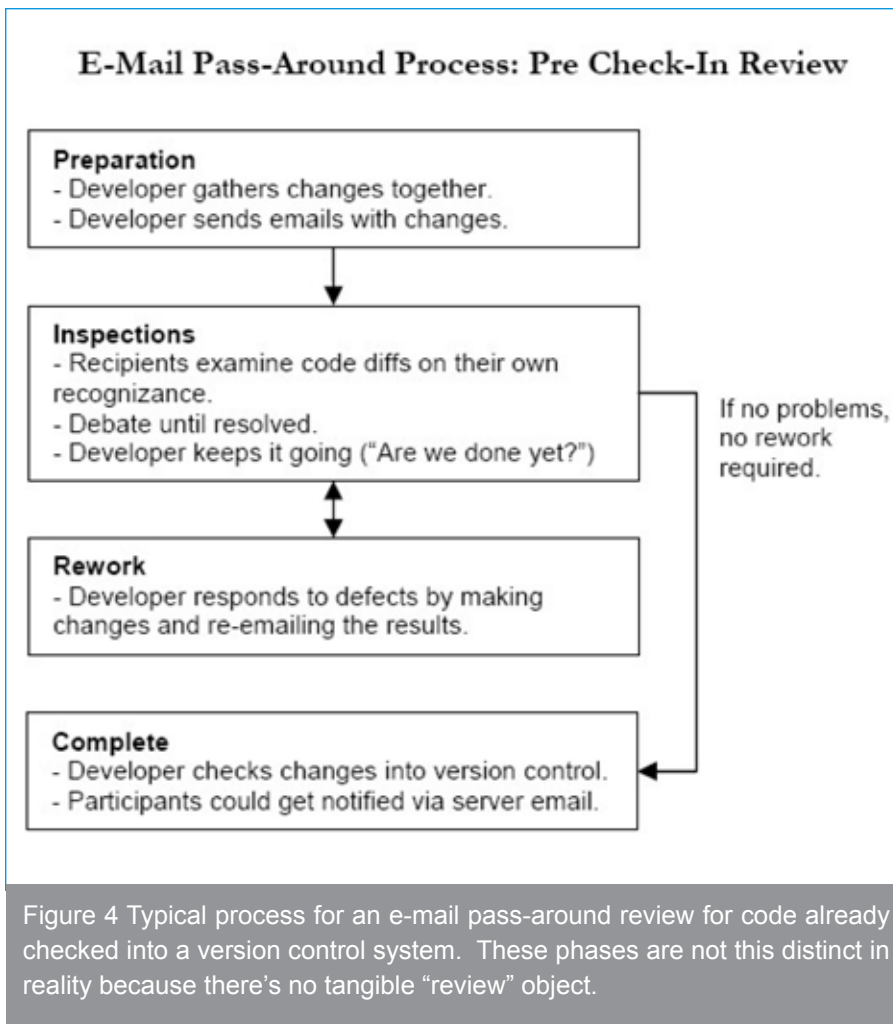 E-Mail Pass-Around Process: Pre Check-In Review
Preparation
- Developer gathers changes together.
- Developer sends emails with changes.
Inspections
- Recipients examine code diffs on their own
recognizance.
- Debate until resolved.
- Developer keeps it going (“Are we done yet?”)
If no problems,
no rework
required.
Rework
- Developer responds to defects by making
changes and re-emailing the results.
Complete
- Developer checks changes into version control.
- Participants could get notified via server email.
Figure 4 Typical process for an e-mail pass-around review for code already
checked into a version control system.  These phases are not this distinct in
reality because there’s no tangible “review” object.